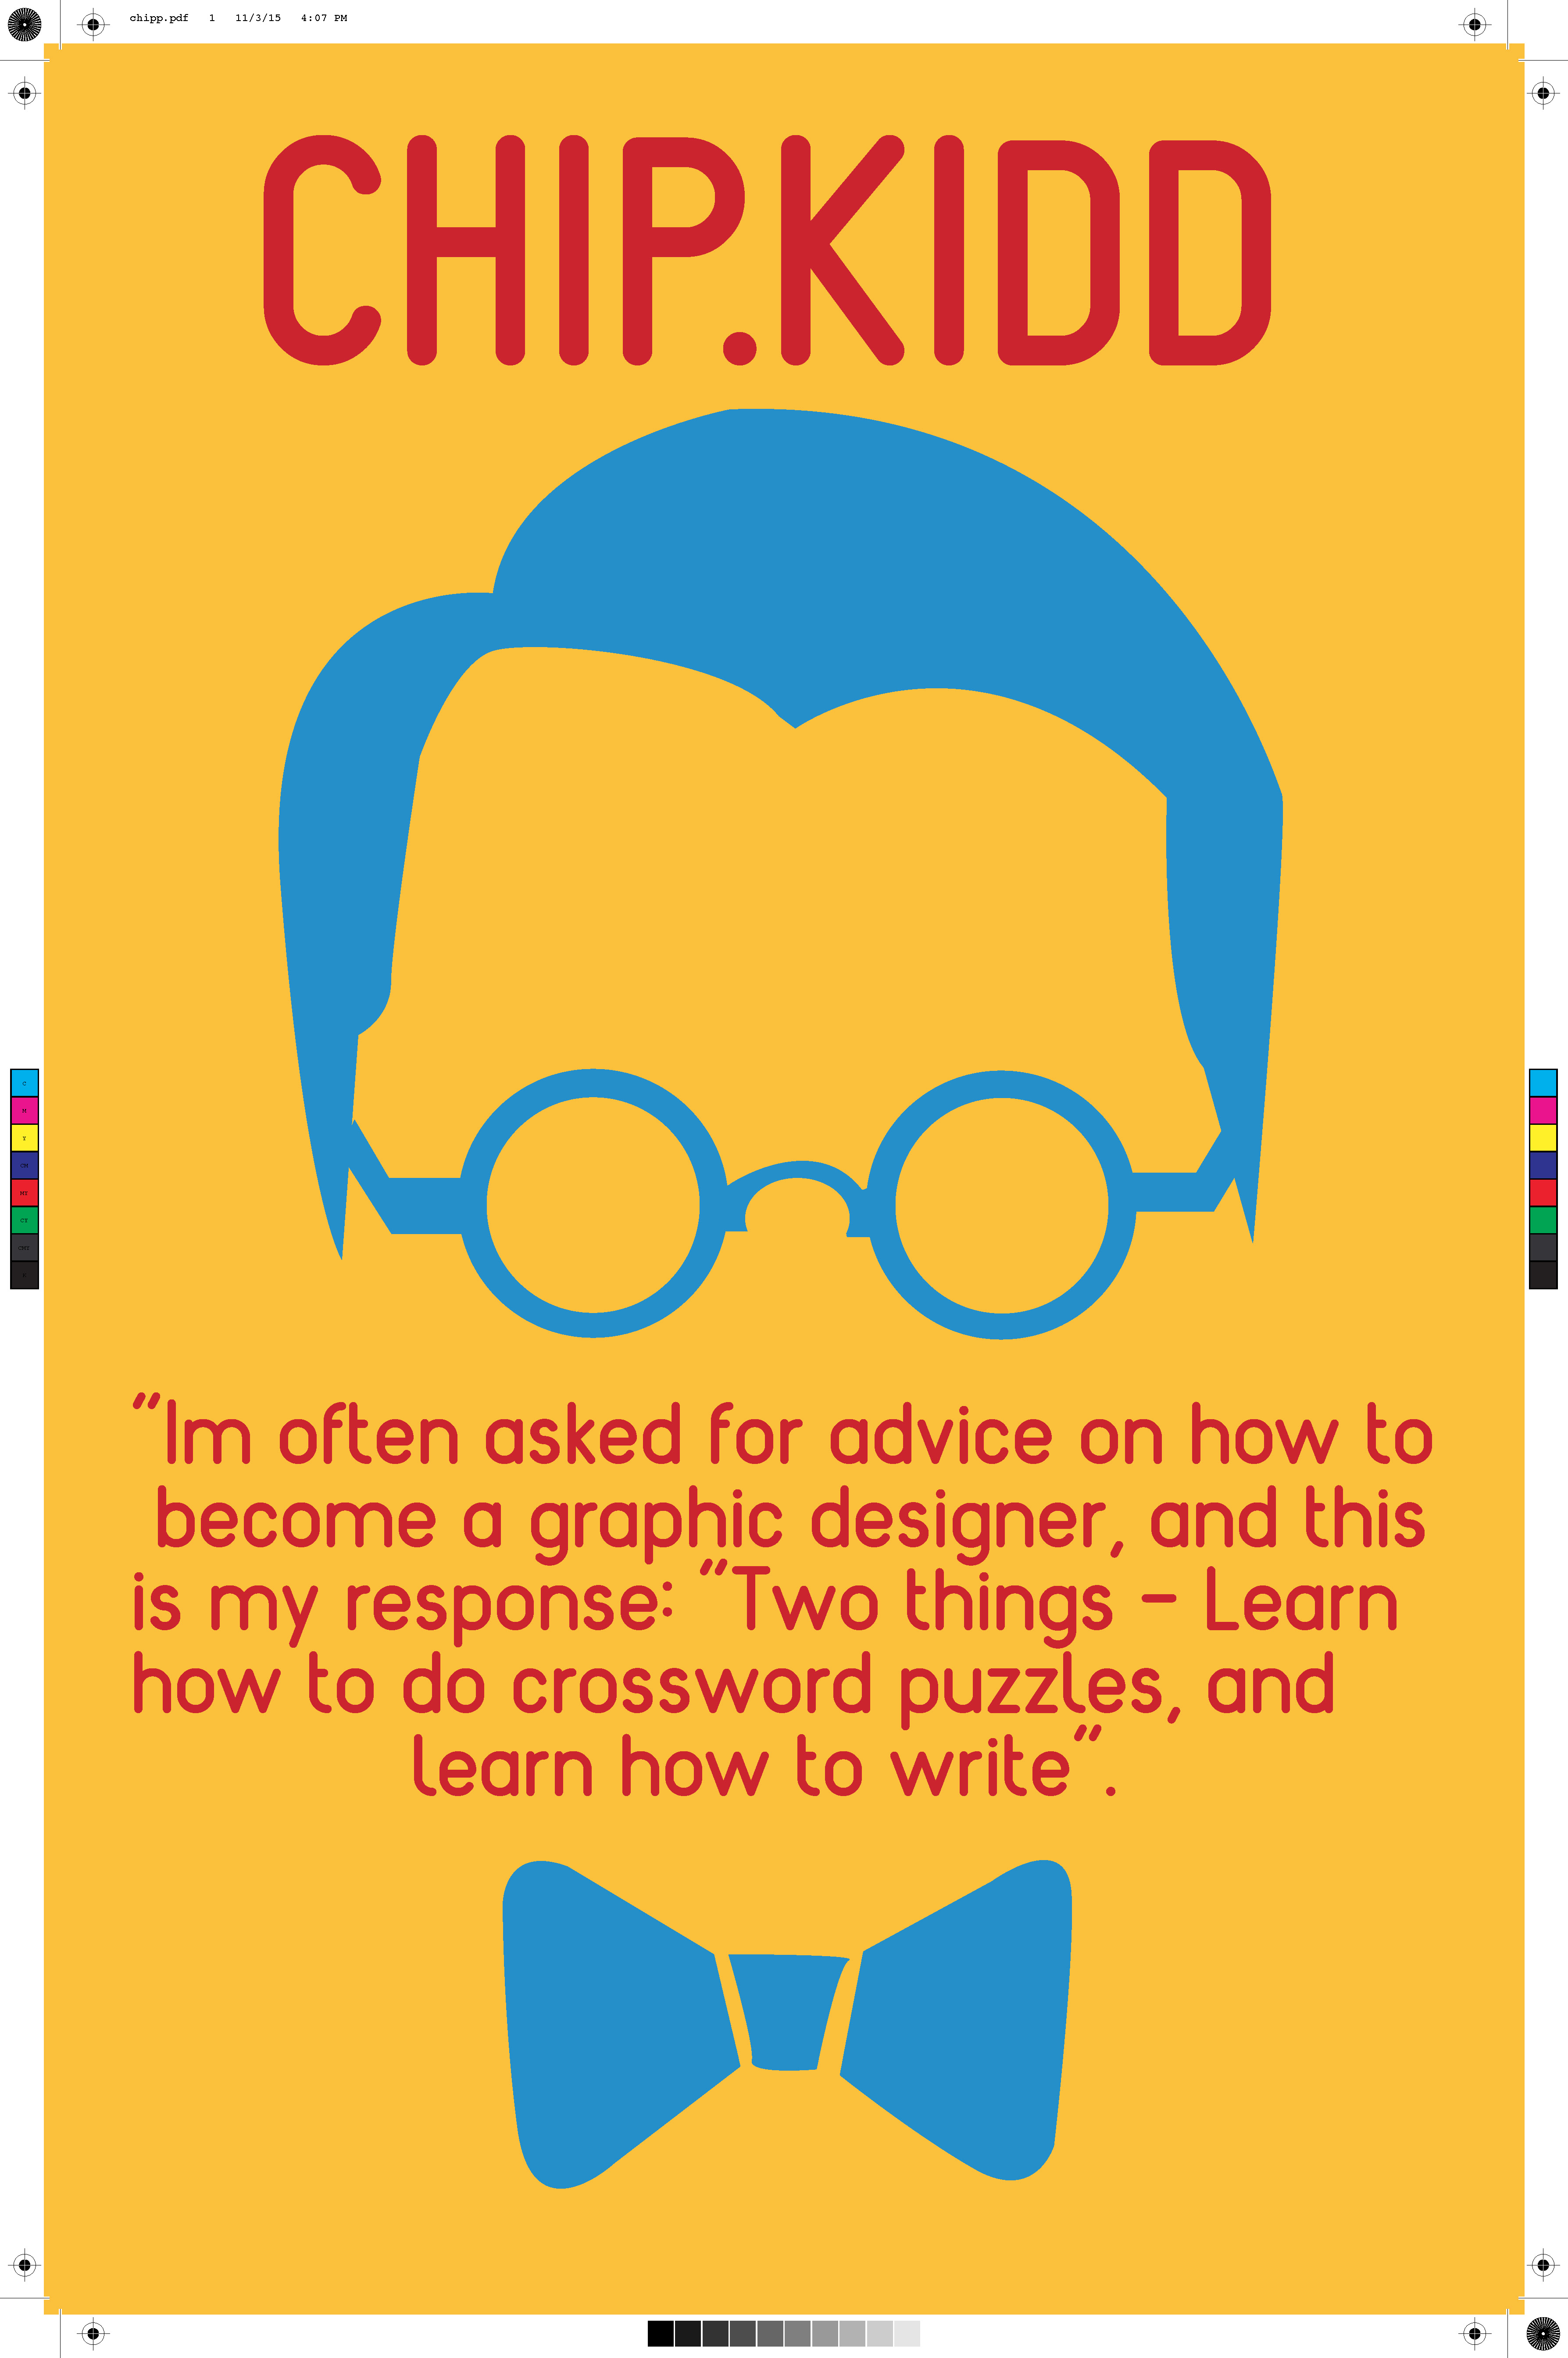 chipp.pdf 1 11/3/15 4:07 PM
CHIP.KIDD
"Im often asked for advice on how to
become a graphic designer, and this
is my response: "Two things - Learn
how to do crossword puzzles, and
learn how to write".
C
M
Y
CM
MY
CY
CMY
K